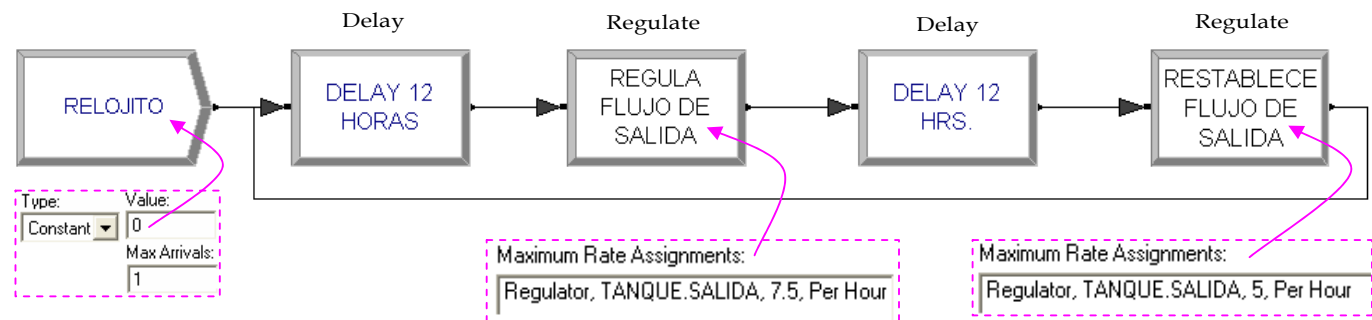 Delay
Regulate
Delay
Regulate
RELOJITO
DELAY 12
HORAS
REGULA
FLUJO DE
SALIDA
DELAY 12
HRS.
RESTABLECE
FLUJO DE
SALIDA
Type:
Value:
Constant
0
Max Arrivals:
1
Maximum Rate Assignments:
Regulator, TANQUE.SALIDA, 7.5, Per Hour
Maximum Rate Assignments:
Regulator, TANQUE.SALIDA, 5, Per Hour